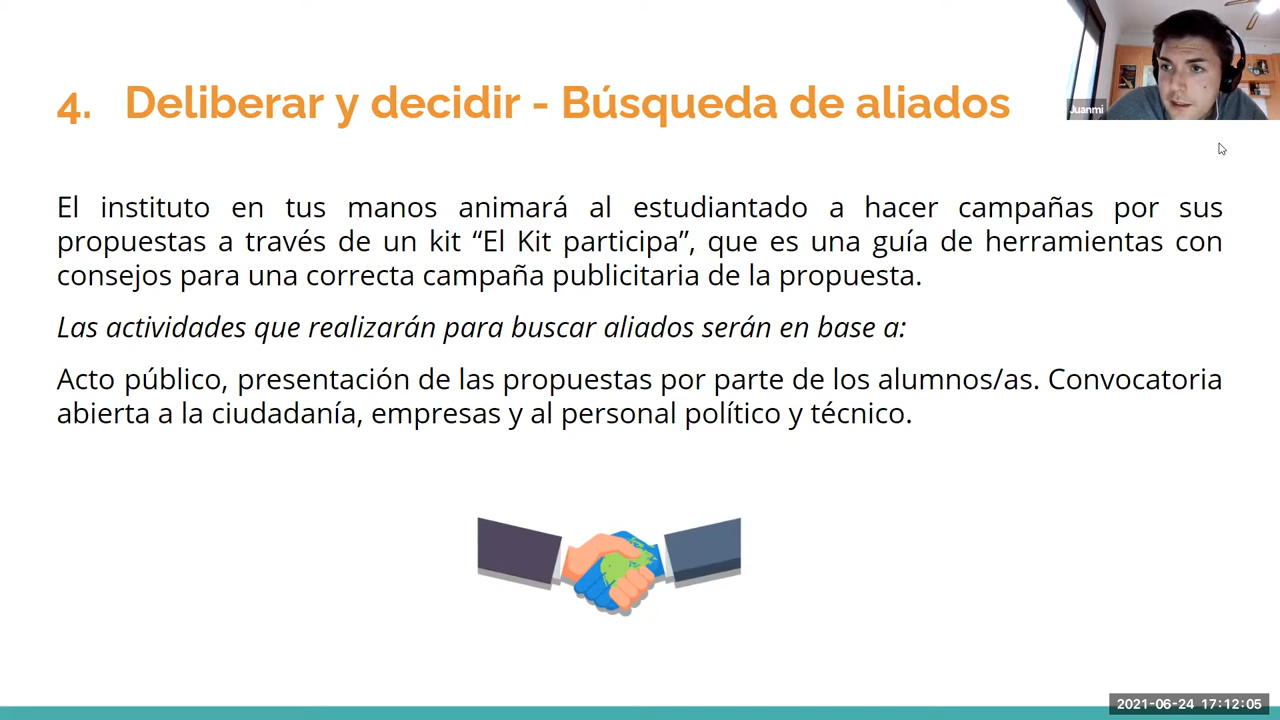 4. Deliberar y decidir - Búsqueda de aliados
Juanmi
El instituto en tus manos animará al estudiantado a hacer campañas por sus
propuestas a través de un kit “El Kit participa”, que es una guía de herramientas con
consejos para una correcta campaña publicitaria de la propuesta.
Las actividades que realizarán para buscar aliados serán en base a:
Acto público, presentación de las propuestas por parte de los alumnos/as. Convocatoria
abierta a la ciudadanía, empresas y al personal político y técnico.
2021-06-24 17:12:05